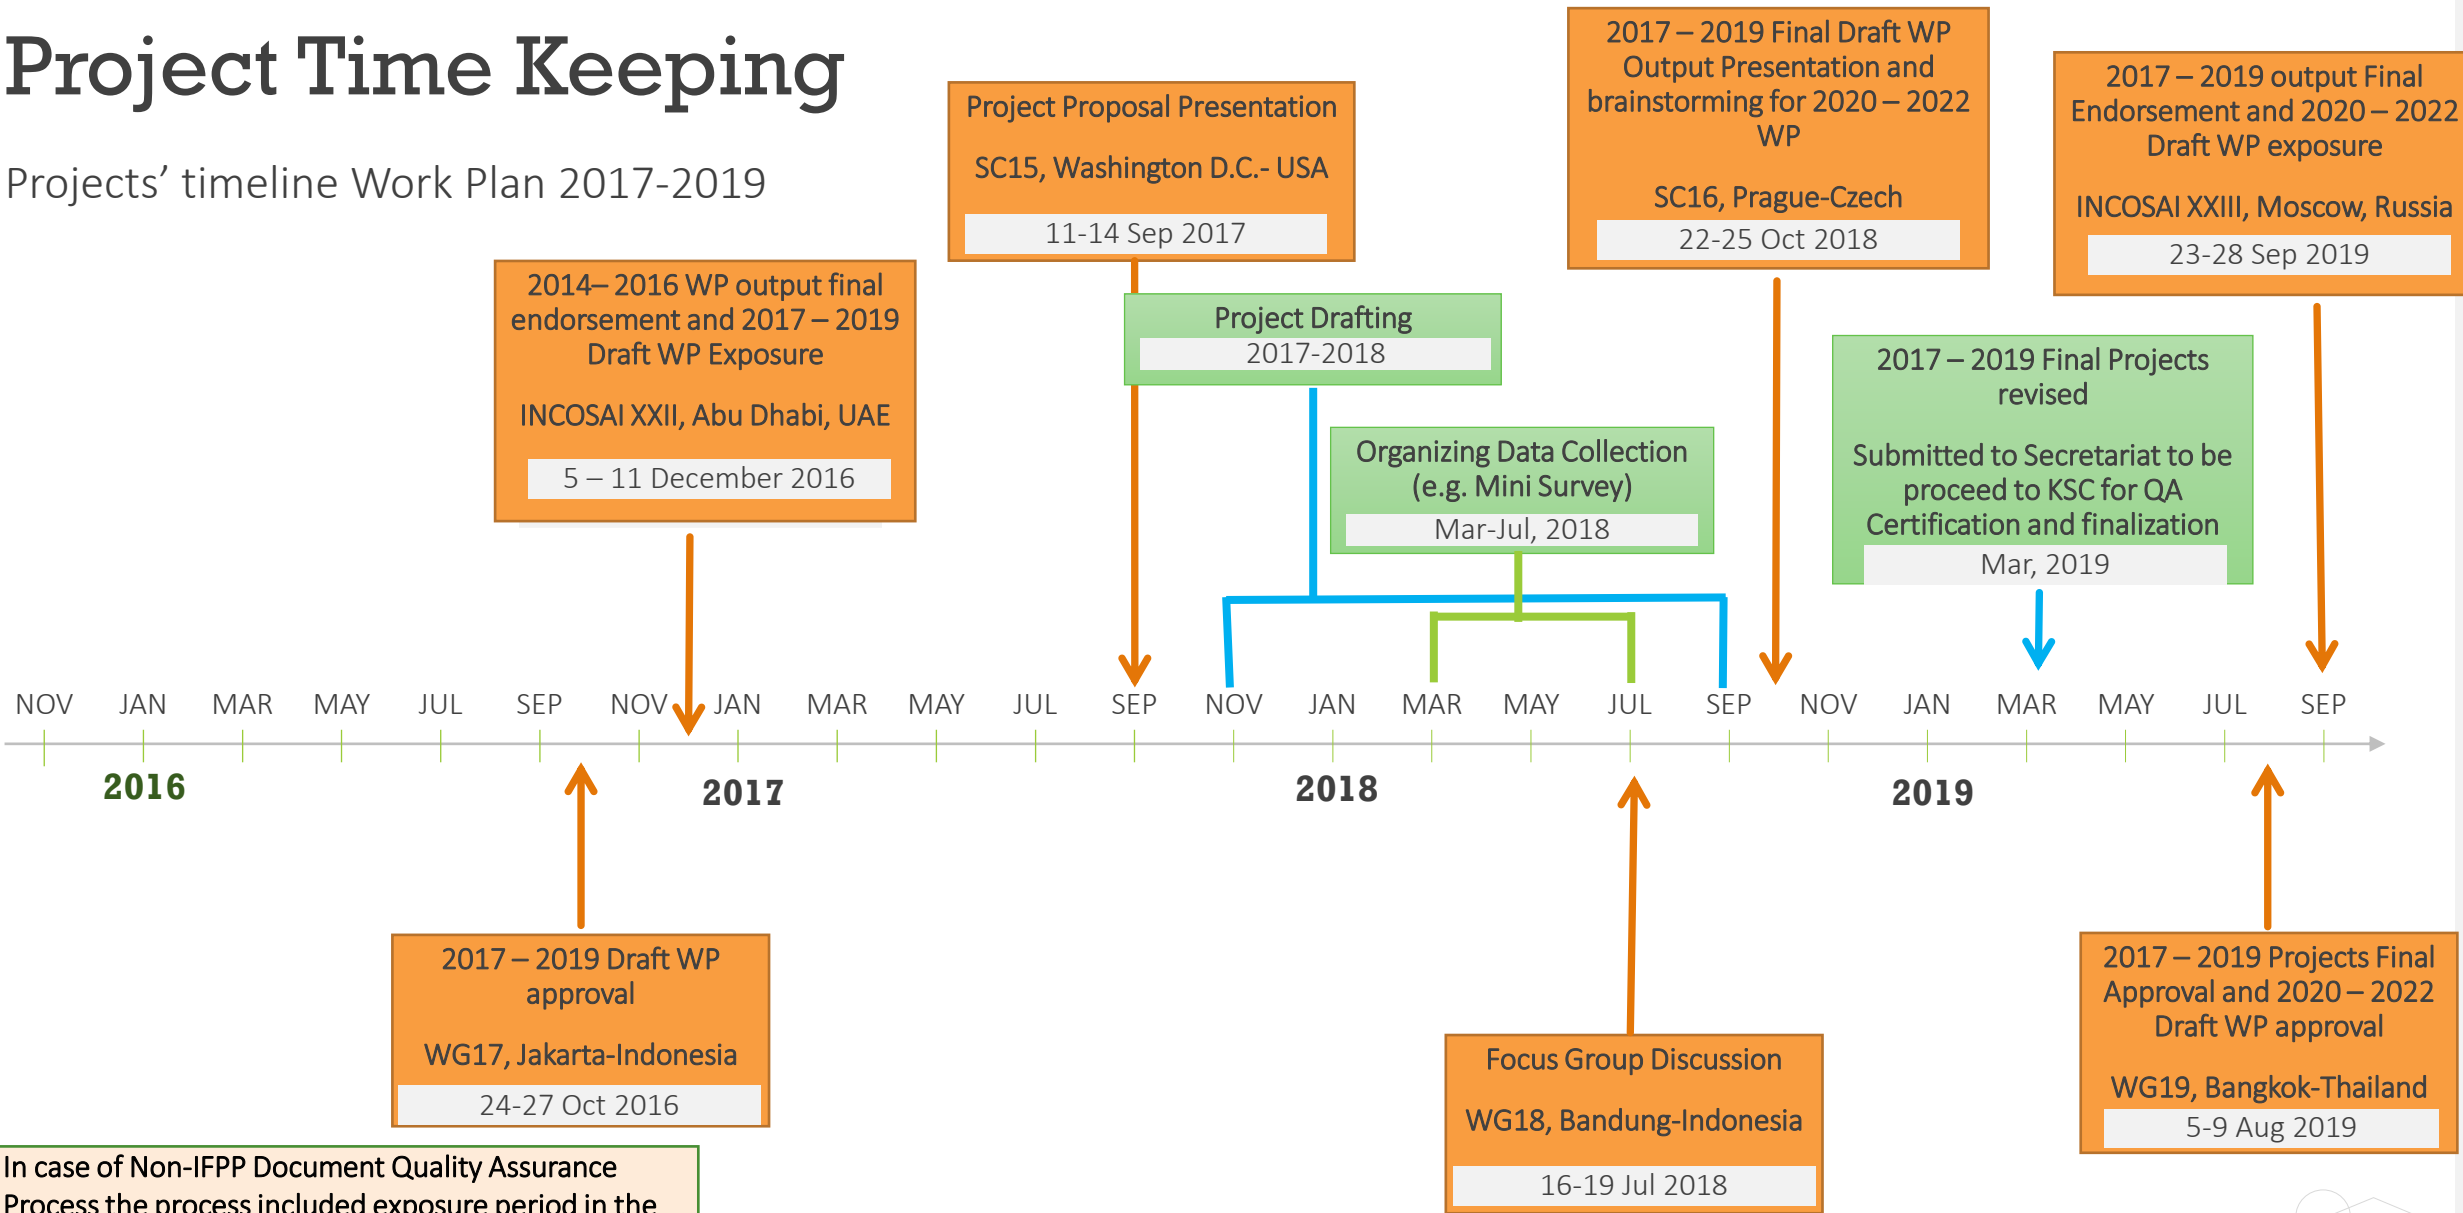 Project Time Keeping
Projects’ timeline Work Plan 2017-2019
2014– 2016 WP output final
endorsement and 2017 – 2019
Draft WP Exposure
INCOSAI XXII, Abu Dhabi, UAE
5 – 11 December 2016
Project Proposal Presentation
SC15, Washington D.C.- USA
11-14 Sep 2017
Project Drafting
2017-2018
Organizing Data Collection
(e.g. Mini Survey)
Mar-Jul, 2018
2017 – 2019 Final Draft WP
Output Presentation and
brainstorming for 2020 – 2022
WP
SC16, Prague-Czech
22-25 Oct 2018
2017 – 2019 Final Projects
revised
Submitted to Secretariat to be
proceed to KSC for QA
Certification and finalization
Mar, 2019
2017 – 2019 output Final
Endorsement and 2020 – 2022
Draft WP exposure
INCOSAI XXIII, Moscow, Russia
23-28 Sep 2019
NOV JAN MAR MAY JUL SEP NOV JAN MAR MAY JUL SEP NOV JAN MAR MAY JUL SEP NOV JAN MAR MAY JUL SEP
2016 2017 2018 2019
2017 – 2019 Draft WP
approval
WG17, Jakarta-Indonesia
24-27 Oct 2016
Focus Group Discussion
WG18, Bandung-Indonesia
16-19 Jul 2018
2017 – 2019 Projects Final
Approval and 2020 – 2022
Draft WP approval
WG19, Bangkok-Thailand
5-9 Aug 2019
In case of Non-IFPP Document Quality Assurance
Process the process included exposure period in the